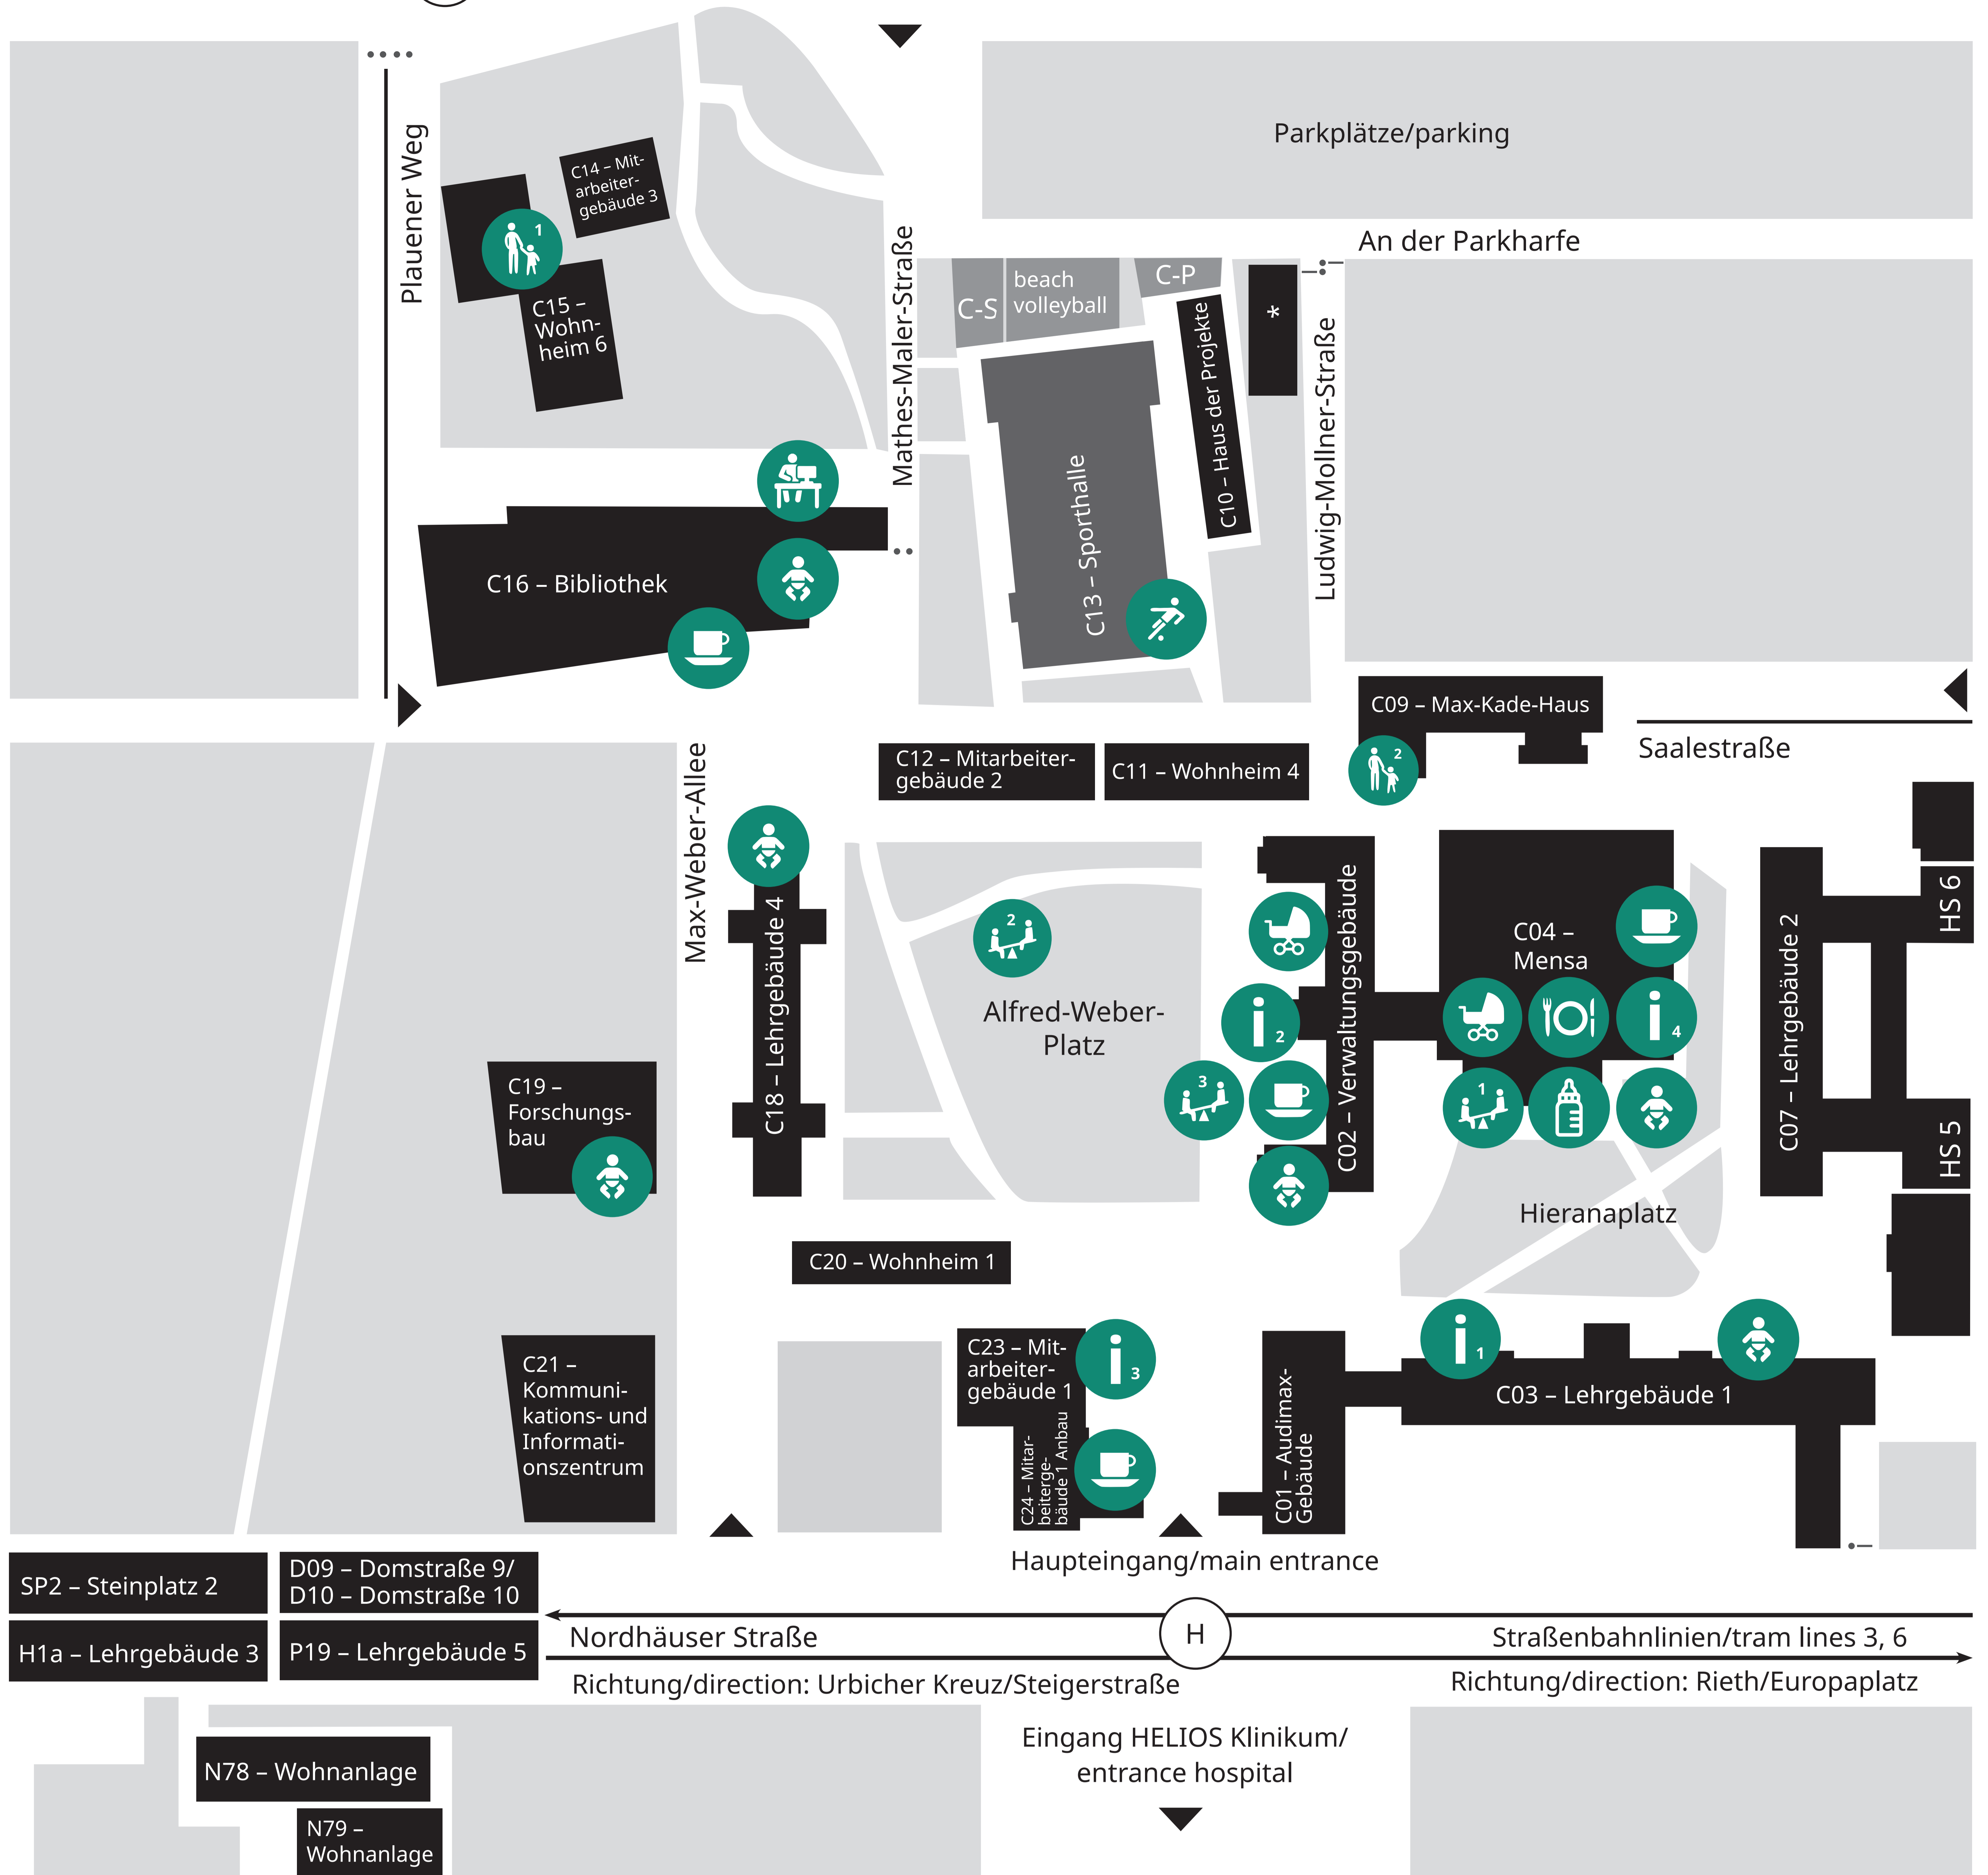 Parkplätze/parking
An der Parkharfe
Plauener Weg
C14 – Mit-
arbeiter-
gebäude 3
1
C15 –
Wohn-
heim 6
Mathes-Maler-Straße
C-S
beach
volleyball
C-P
C10 – Haus der Projekte
*
Ludwig-Mollner-Straße
C13 – Sporthalle
C16 – Bibliothek
C09 – Max-Kade-Haus
2
Saalestraße
C12 – Mitarbeiter-
gebäude 2
C11 – Wohnheim 4
Max-Weber-Allee
C18 – Lehrgebäude 4
2
Alfred-Weber-
Platz
C02 – Verwaltungsgebäude
2
3
C04 –
Mensa
4
1
C07 – Lehrgebäude 2
HS 6
HS 5
C19 –
Forschungs-
bau
Hieranaplatz
C20 – Wohnheim 1
C21 –
Kommuni-
kations- und
Informati-
onszentrum
C23 – Mit-
arbeiter-
gebäude 1
3
C24 – Mitar-
beiterge-
bäude 1 Anbau
C01 – Audimax-
Gebäude
1
C03 – Lehrgebäude 1
Haupteingang/main entrance
SP2 – Steinplatz 2
D09 – Domstraße 9/
D10 – Domstraße 10
H1a – Lehrgebäude 3
P19 – Lehrgebäude 5
Nordhäuser Straße
H
Straßenbahnlinien/tram lines 3, 6
Richtung/direction: Urbicher Kreuz/Steigerstraße
Richtung/direction: Rieth/Europaplatz
Eingang HELIOS Klinikum/
entrance hospital
N78 – Wohnanlage
N79 –
Wohnanlage